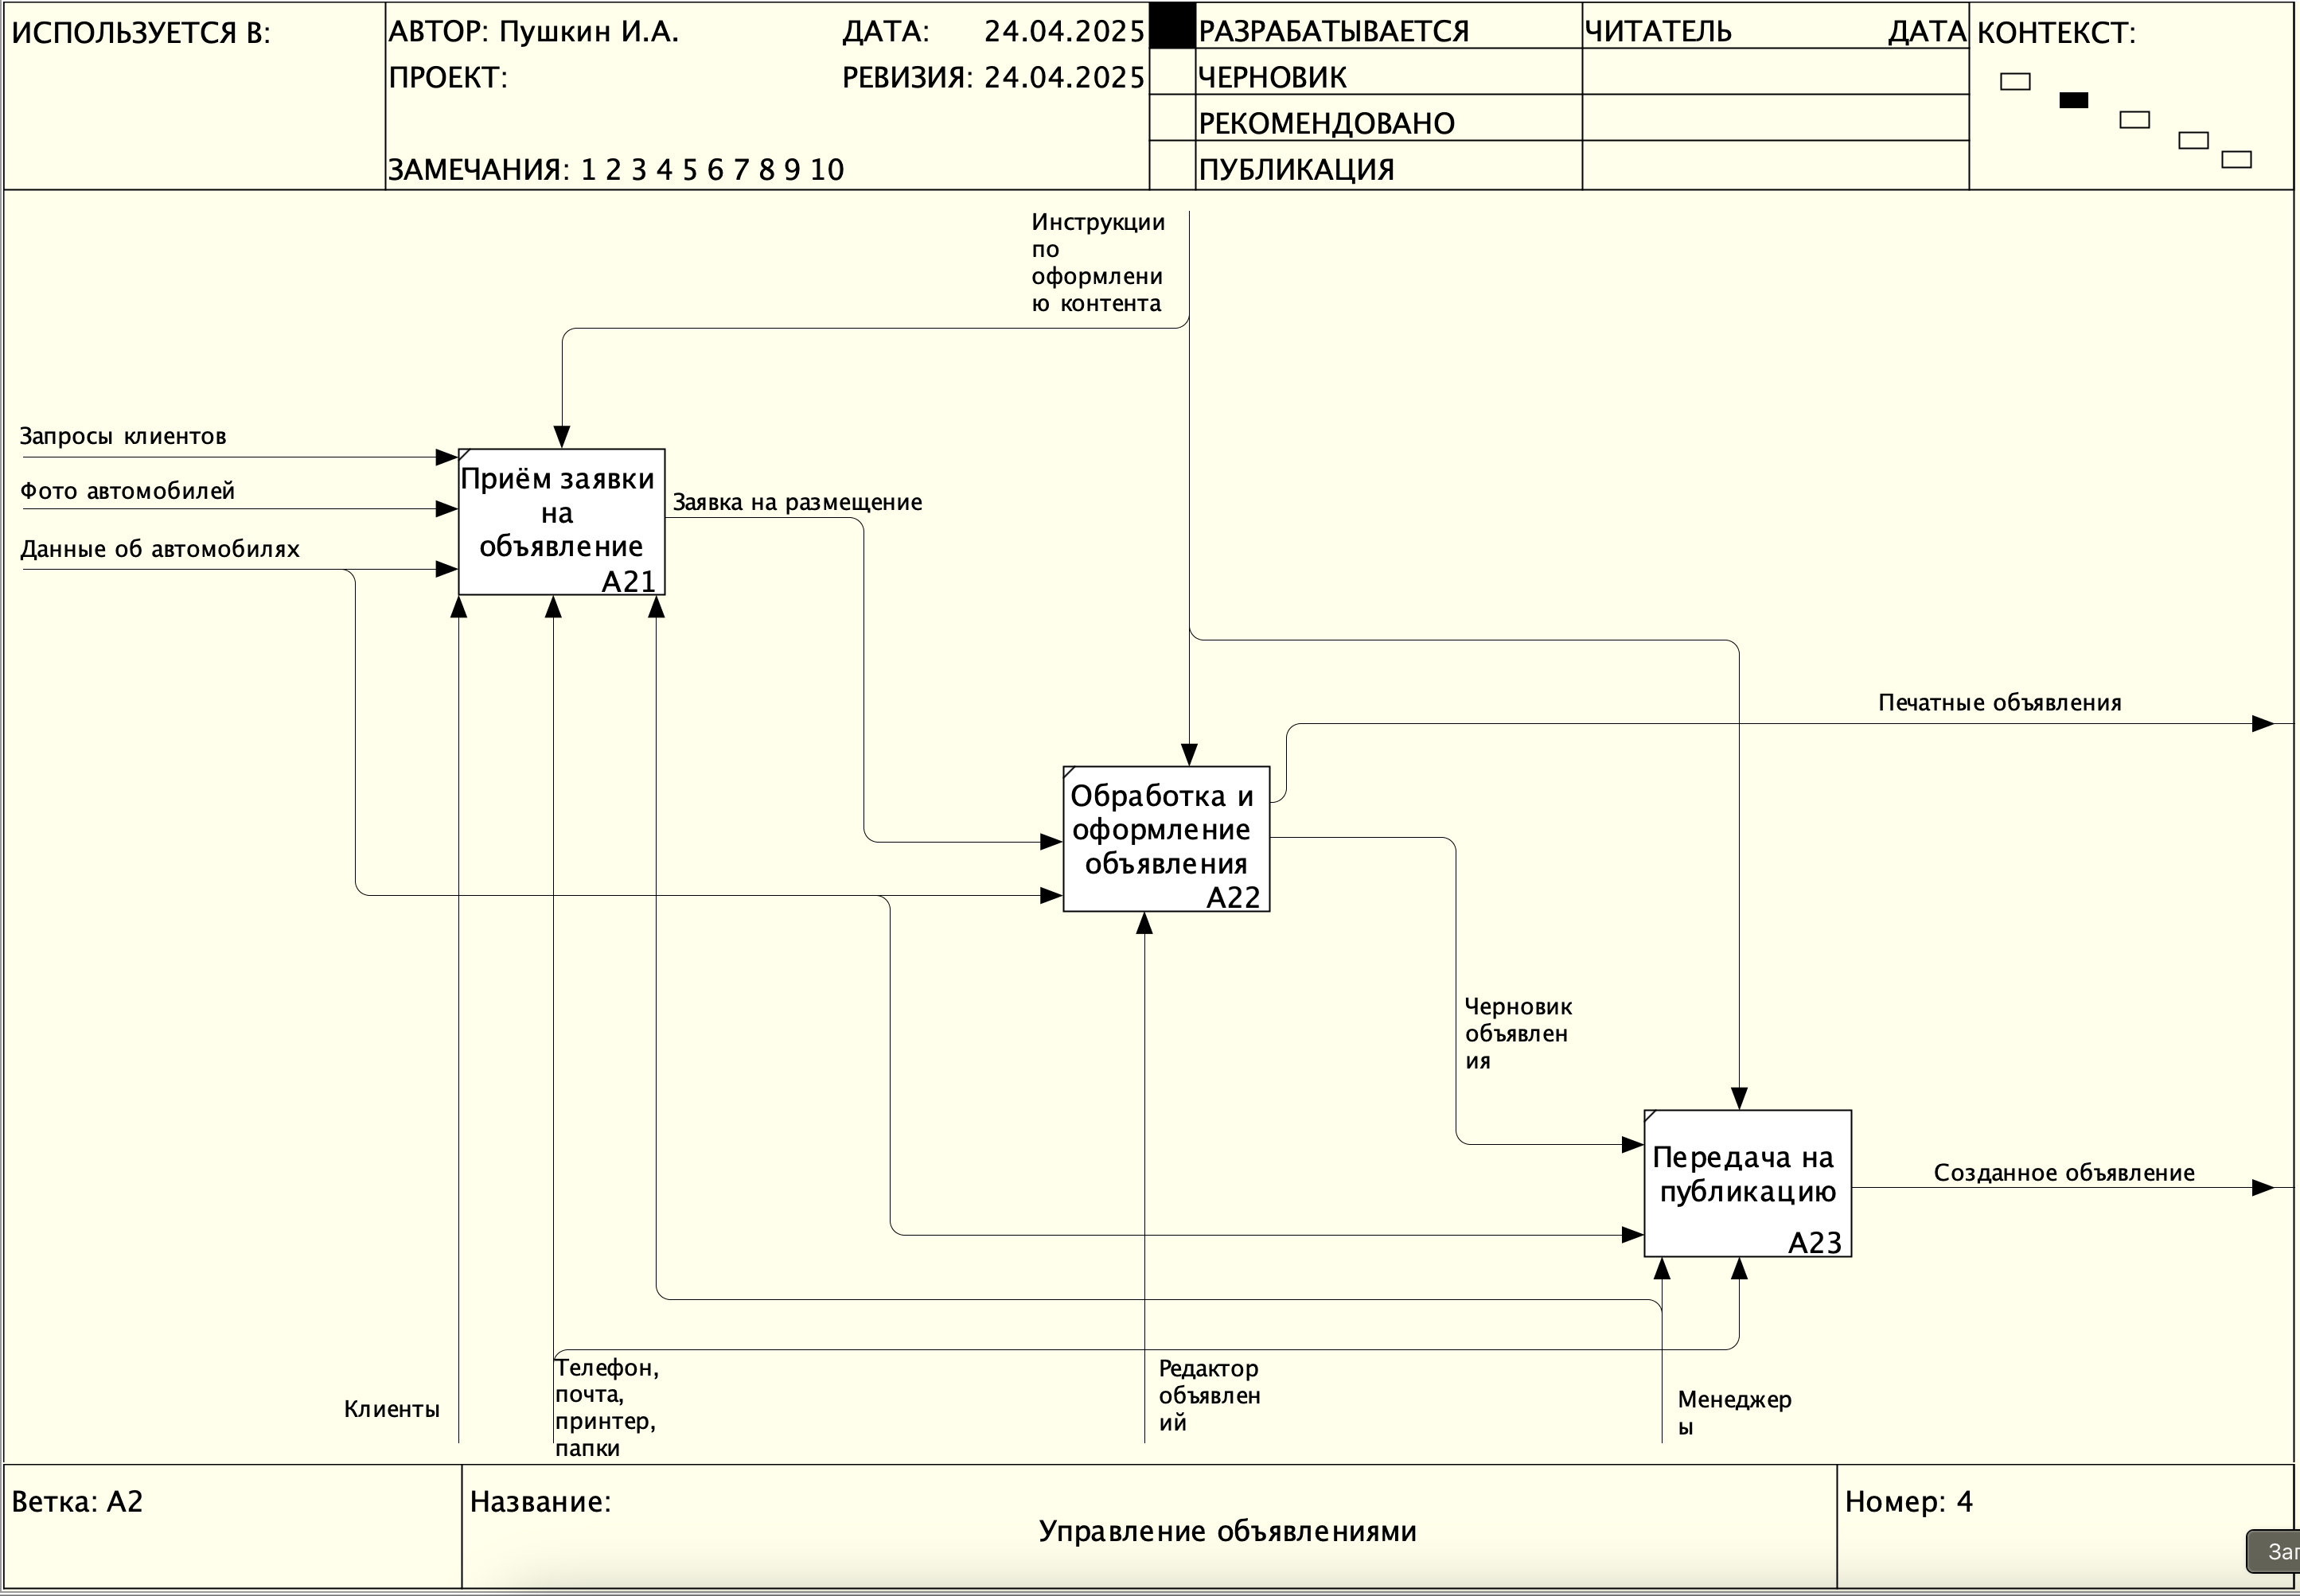 ИСПОЛЬЗУЕТСЯ В:
АВТОР: Пушкин И.А.
ДАТА: 24.04.2025
ПРОЕКТ:
РЕВИЗИЯ: 24.04.2025
ЗАМЕЧАНИЯ: 1 2 3 4 5 6 7 8 9 10
РАЗРАБАТЫВАЕТСЯ
ЧЕРНОВИК
РЕКОМЕНДОВАНО
ПУБЛИКАЦИЯ
ЧИТАТЕЛЬ
ДАТА
КОНТЕКСТ:
Инструкции
по
оформлени
ю контента
Запросы клиентов
Фото автомобилей
Данные об автомобилях
Приём заявки
на
объявление
A21
Заявка на размещение
Печатные объявления
Обработка и
оформление
объявления
A22
Черновик
объявлен
ия
Передача на
публикацию
A23
Созданное объявление
Клиенты
Телефон,
почта,
принтер,
папки
Редактор
объявлен
ий
Менеджер
ы
Ветка: A2
Название:
Управление объявлениями
Номер: 4